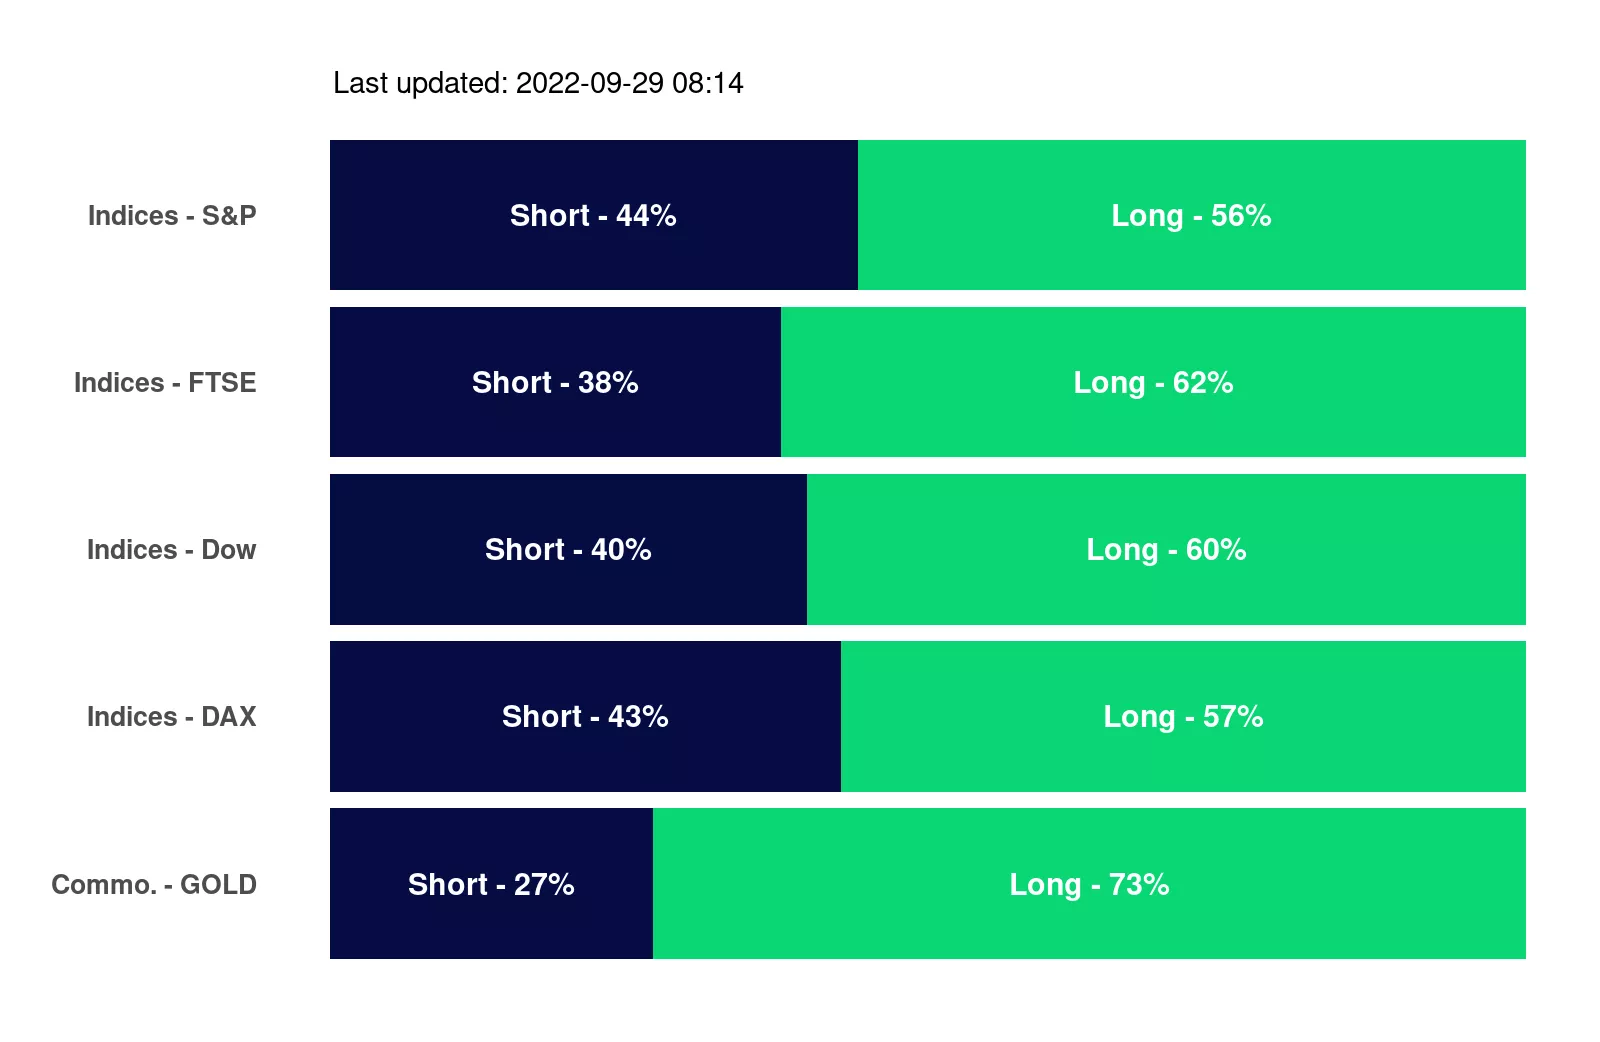 Last updated: 2022-09-29 08:14
Indices - S&P Short - 44% Long - 56%
Indices - FTSE Short - 38% Long - 62%
Indices - Dow Short - 40% Long - 60%
Indices - DAX Short - 43% Long - 57%
Commo. - GOLD Short - 27% Long - 73%